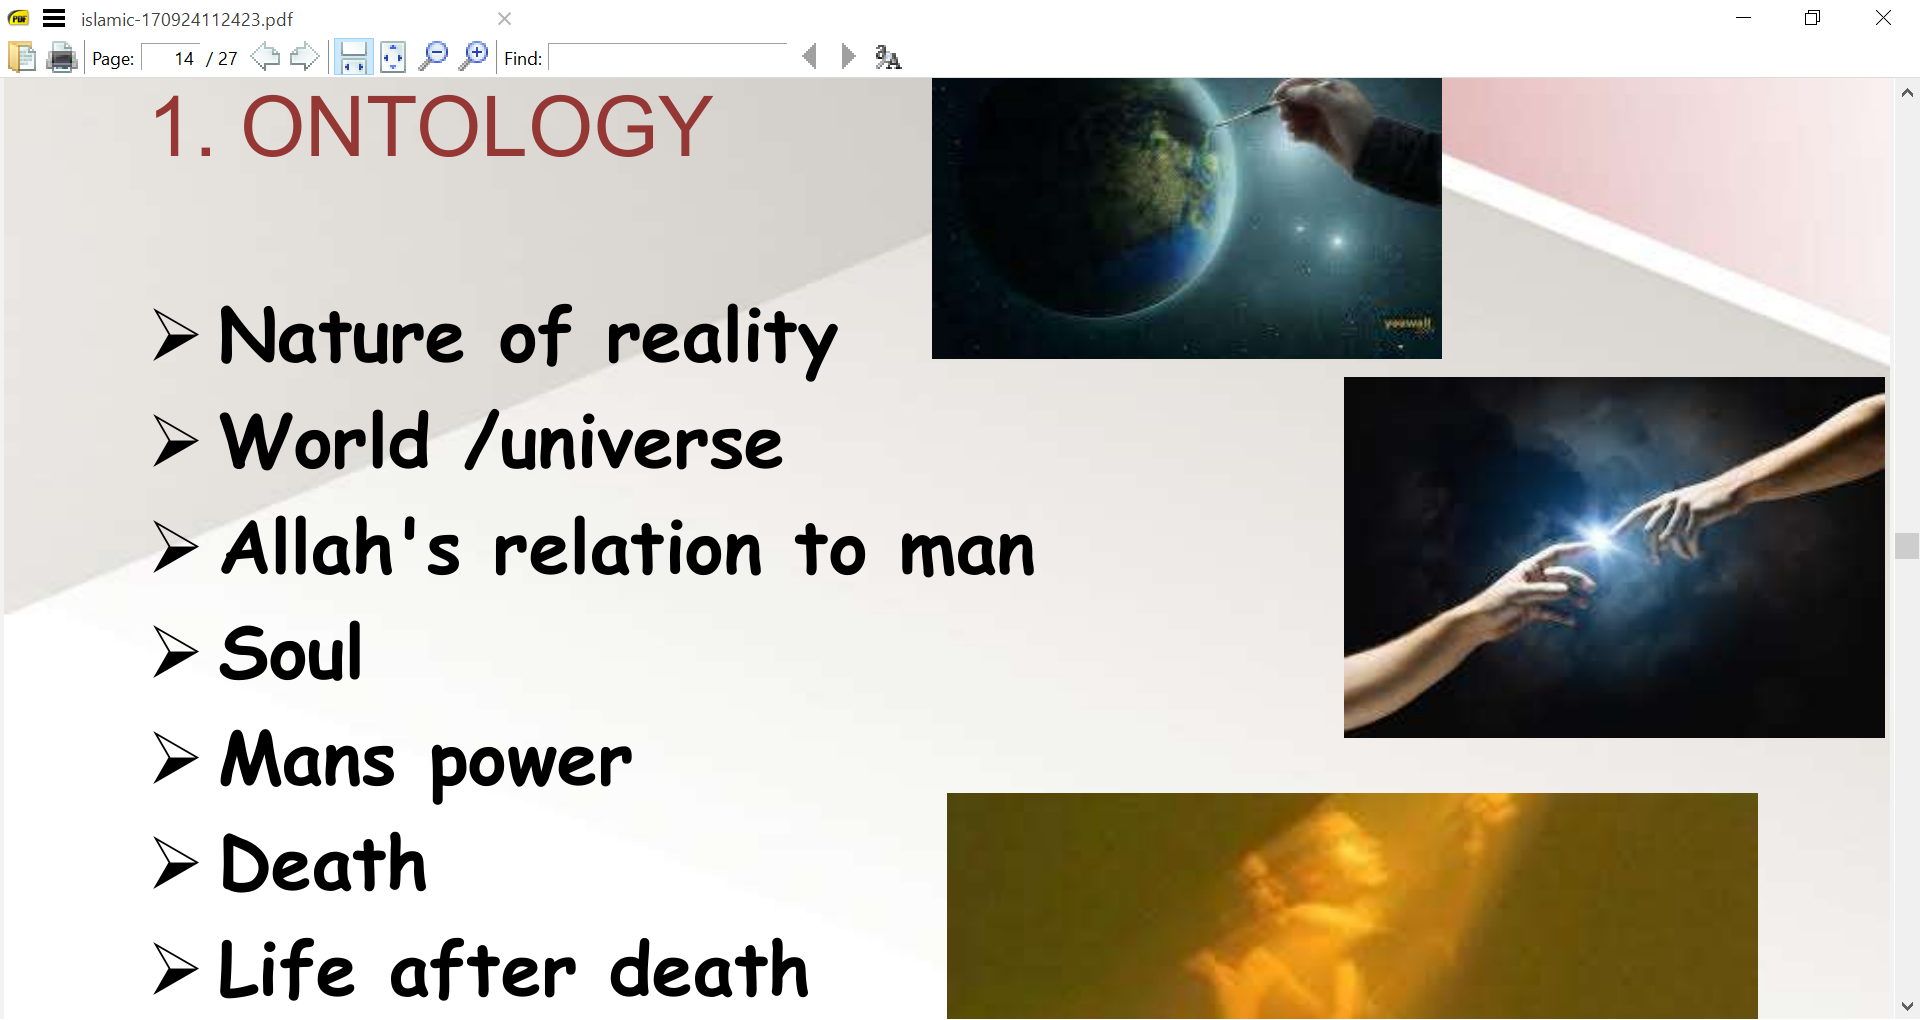 islamic-170924112423.pdf
Page: 14 / 27 Find:
1. ONTOLOGY
Nature of reality
World /universe
Allah's relation to man
Soul
Mans power
Death
Life after death